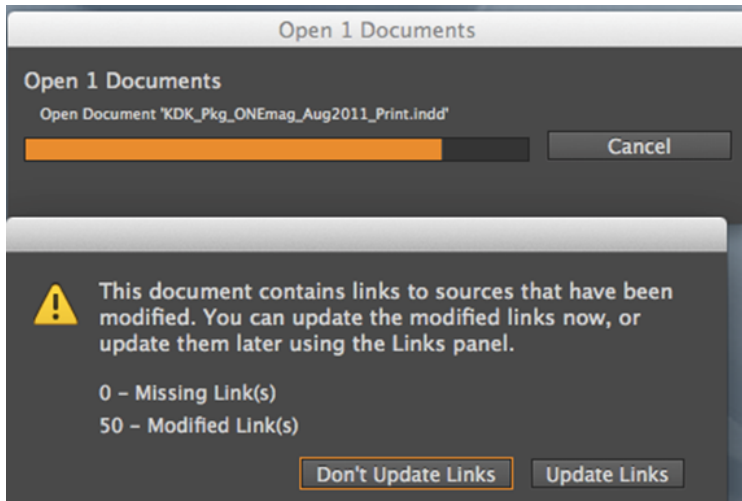 Open 1 Documents
Open 1 Documents
Open Document 'KDK_Pkg_ONEmag_Aug2011_Print.indd'
Cancel
This document contains links to sources that have been
modified. You can update the modified links now, or
update them later using the Links panel.
0 – Missing Link(s)
50 – Modified Link(s)
Don't Update Links Update Links